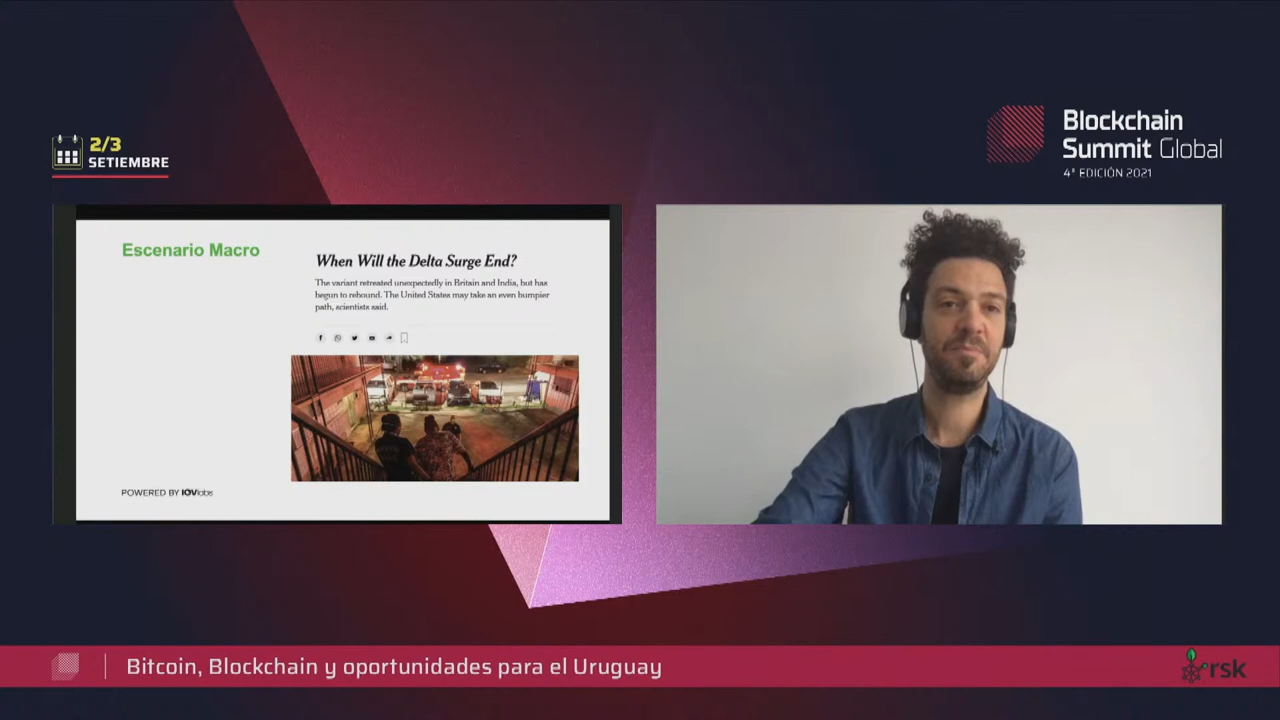 2/3
SETIEMBRE
Blockchain
Summit Global
4ª EDICIÓN 2021
Escenario Macro
When Will the Delta Surge End?
The variant retreated unexpectedly in Britain and India, but has
begun to rebound. The United States may take an even bumpier
path, scientists said.
POWERED BY IOVlabs
Bitcoin, Blockchain y oportunidades para el Uruguay
rsk